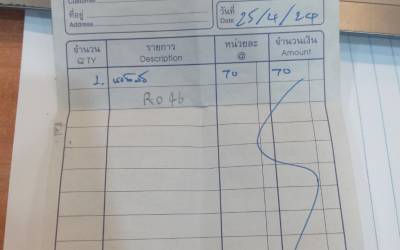 Customer
ที่อยู่ วันที่
Address Date 25/4/24
จำนวน รายการ หน่วยละ จำนวนเงิน
Q'TY Description @ Amount
1. 70 70